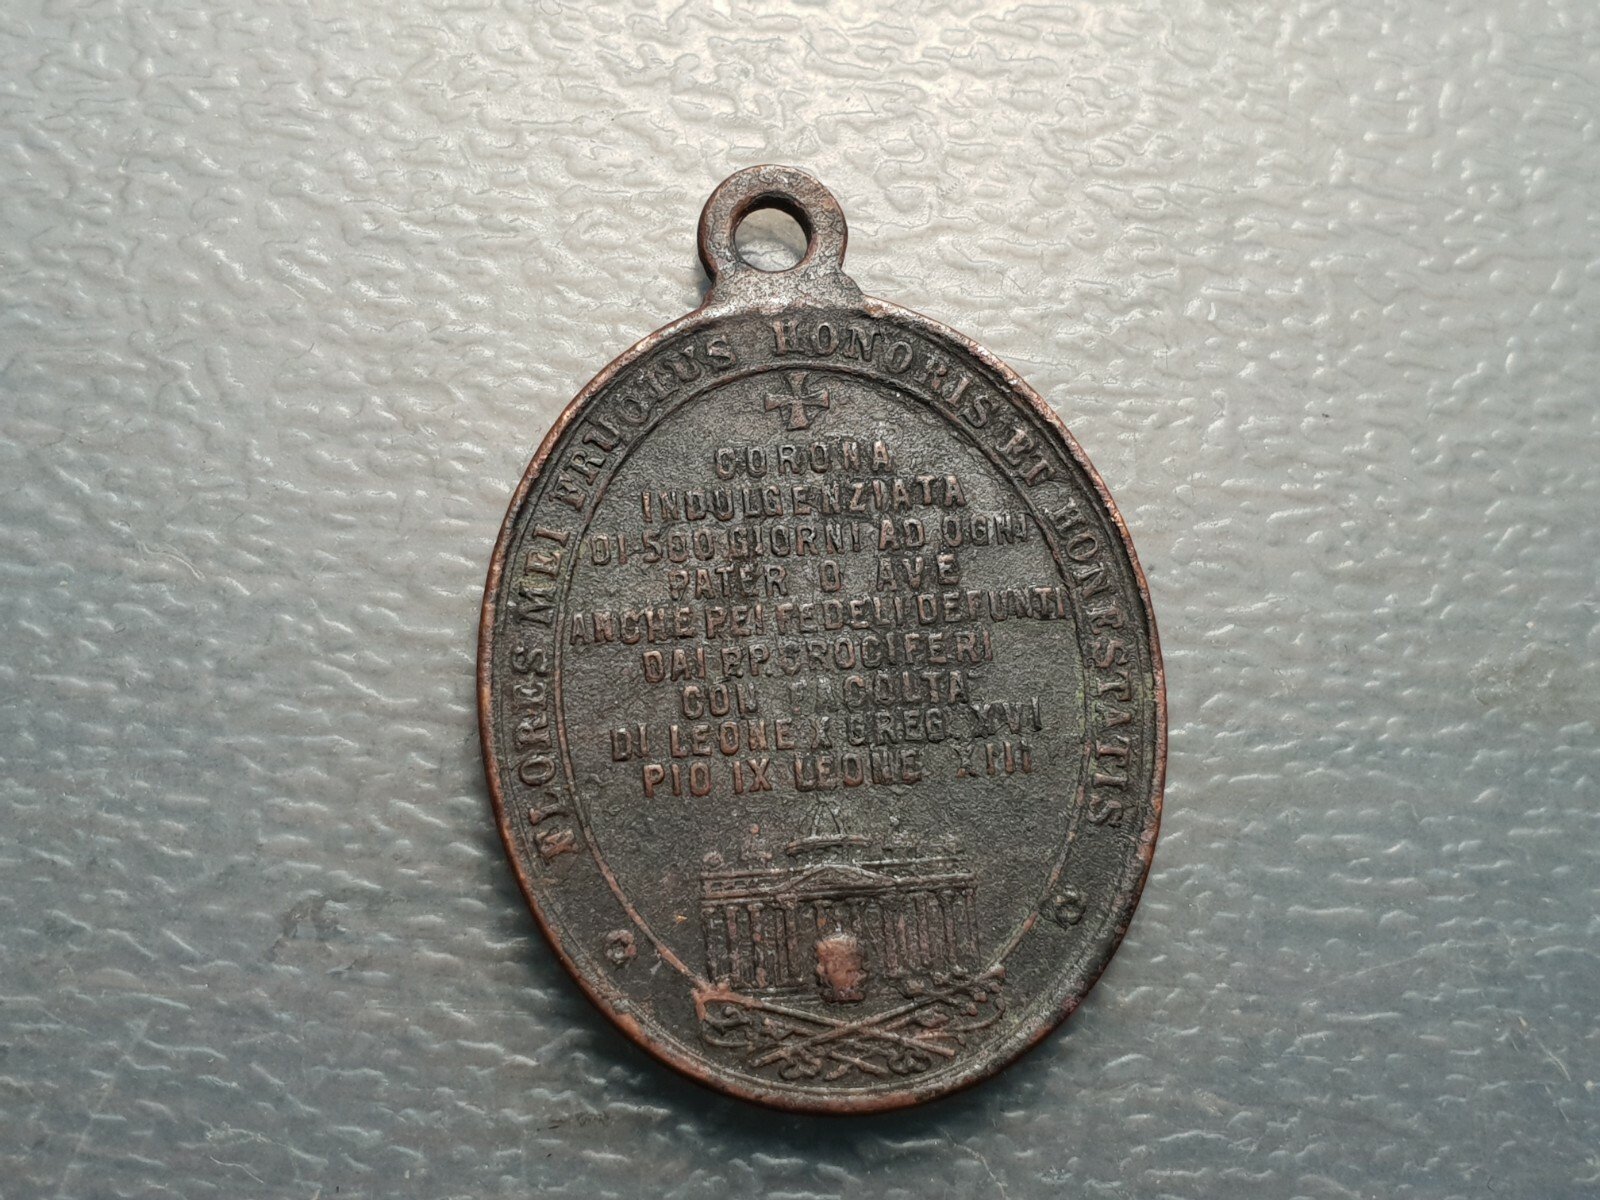 FLORES MEI FRUCTUS HONORIS ET HONESTATIS
CORONA
INDULGENZIATA
DI 500 GIORNI AD OGNI
PATER O AVE
ANCHE PEI FEDELI DEFUNTI
DAI P.P. CROCIFERI
CON FACOLTA
DI LEONE X GREG. XVI
PIO IX LEONE XIII